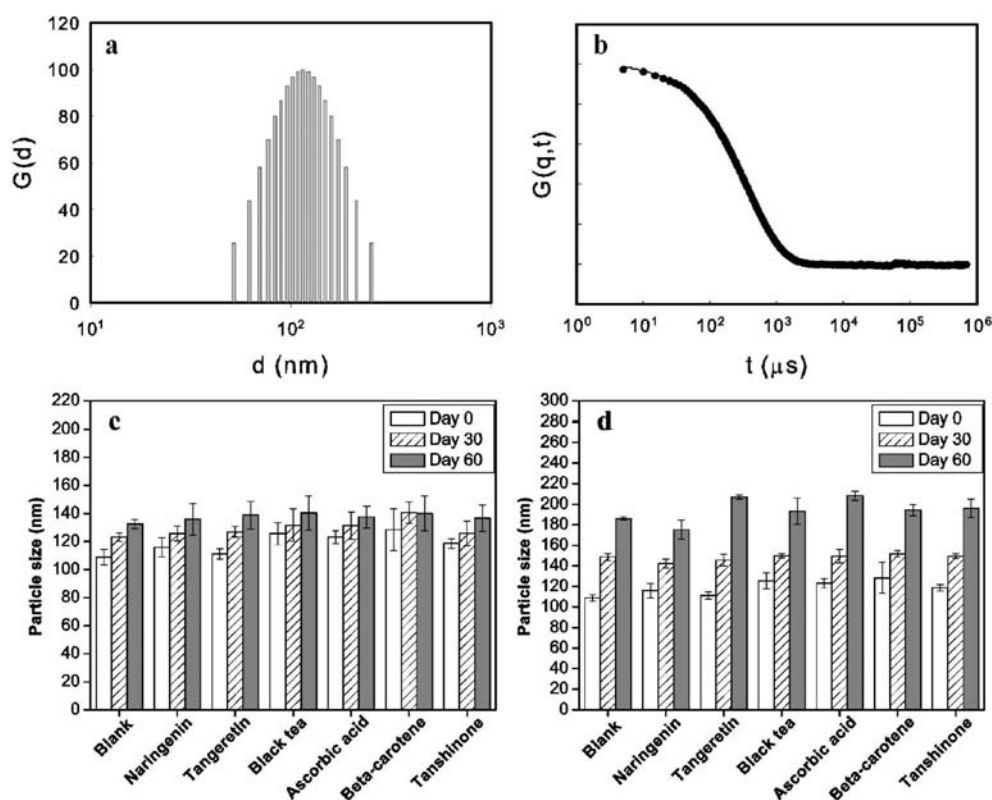 a
120
100
80
60
40
20
0
G(d)
10¹
10²
10³
d (nm)
b
G(q,t)
10⁰
10¹
10²
10³
10⁴
10⁵
10⁶
t (μs)
c
Day 0
Day 30
Day 60
220
200
180
160
140
120
100
80
60
40
20
0
Particle size (nm)
Blank
Naringenin
Tangeretin
Black tea
Ascorbic acid
Beta-carotene
Tanshinone
d
Day 0
Day 30
Day 60
300
280
260
240
220
200
180
160
140
120
100
80
60
40
20
0
Particle size (nm)
Blank
Naringenin
Tangeretin
Black tea
Ascorbic acid
Beta-carotene
Tanshinone